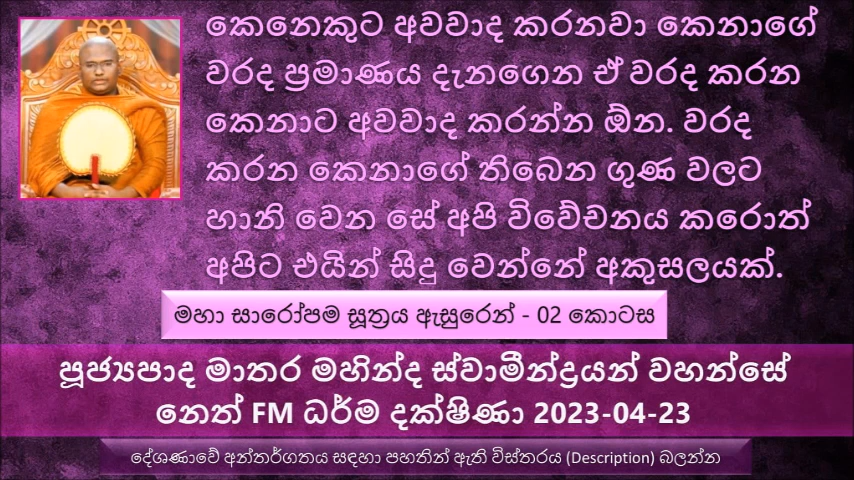 කෙනෙකුට අවවාද කරනවා කෙනාගේ
වරද ප්‍රමාණය දැනගෙන ඒ වරද කරන
කෙනාට අවවාද කරන්න ඕන. වරද
කරන කෙනාගේ තිබෙන ගුණ වලට
හානි වෙන සේ අපි විවේචනය කරොත්
අපිට එයින් සිදු වෙන්නේ අකුසලයක්.
මහා සාරෝපම සූත්‍රය ඇසුරෙන් - 02 කොටස
පූජ්‍යපාද මාතර මහින්ද ස්වාමීන්ද්‍රයන් වහන්සේ
නෙත් FM ධර්ම දක්ෂිණා 2023-04-23
දේශණාවේ අන්තර්ගතය සඳහා පහතින් ඇති විස්තරය (Description) බලන්න